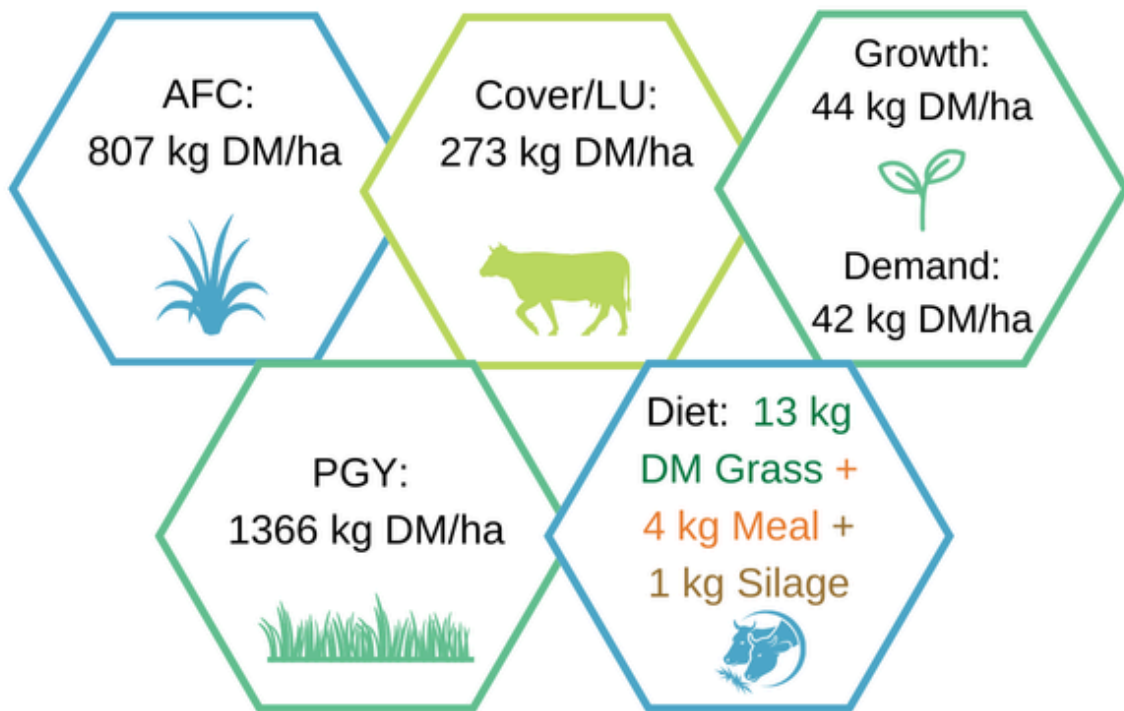 AFC:
807 kg DM/ha
Cover/LU:
273 kg DM/ha
Growth:
44 kg DM/ha
Demand:
42 kg DM/ha
PGY:
1366 kg DM/ha
Diet: 13 kg
DM Grass +
4 kg Meal +
1 kg Silage